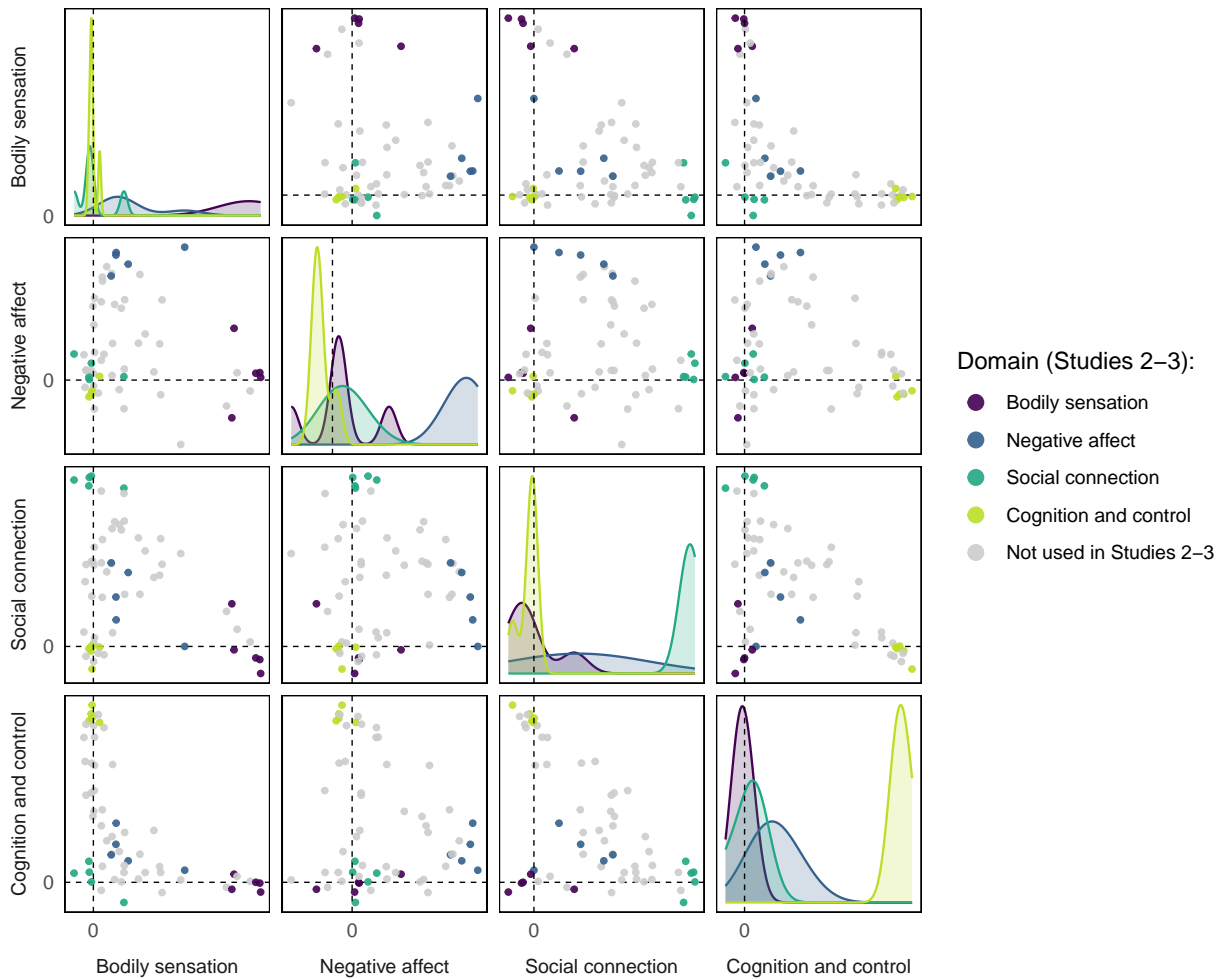 Bodily sensation
0
Negative affect
0
Social connection
0
Cognition and control
0
0
0
0
0
Bodily sensation
Negative affect
Social connection
Cognition and control
Domain (Studies 2–3):
Bodily sensation
Negative affect
Social connection
Cognition and control
Not used in Studies 2–3